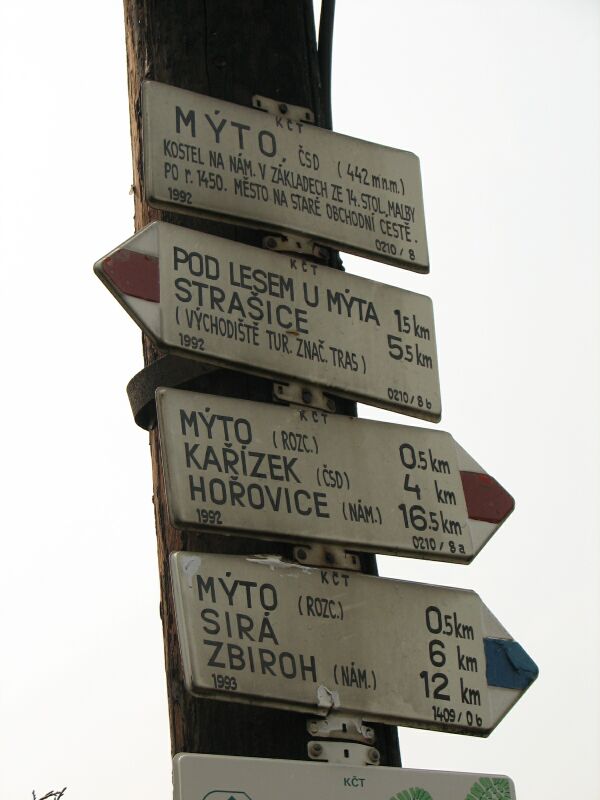 KČT
MÝTO, ČSD (442 m n.m.)
KOSTEL NA NÁM. V ZÁKLADECH ZE 14. STOL, MALBY
PO r. 1450. MĚSTO NA STARÉ OBCHODNÍ CESTĚ.
1992 0210/8
KČT
POD LESEM U MÝTA 1.5 km
STRAŠICE 5.5 km
(VÝCHODIŠTĚ TUR. ZNAČ. TRAS)
1992 0210/8b
KČT
MÝTO (ROZC.) 0.5 km
KAŘÍZEK (ČSD) 4 km
HOŘOVICE (NÁM.) 16.5 km
1992 0210/8a
KČT
MÝTO (ROZC.) 0.5 km
SIRÁ 6 km
ZBIROH (NÁM.) 12 km
1993 1409/0b
KČT